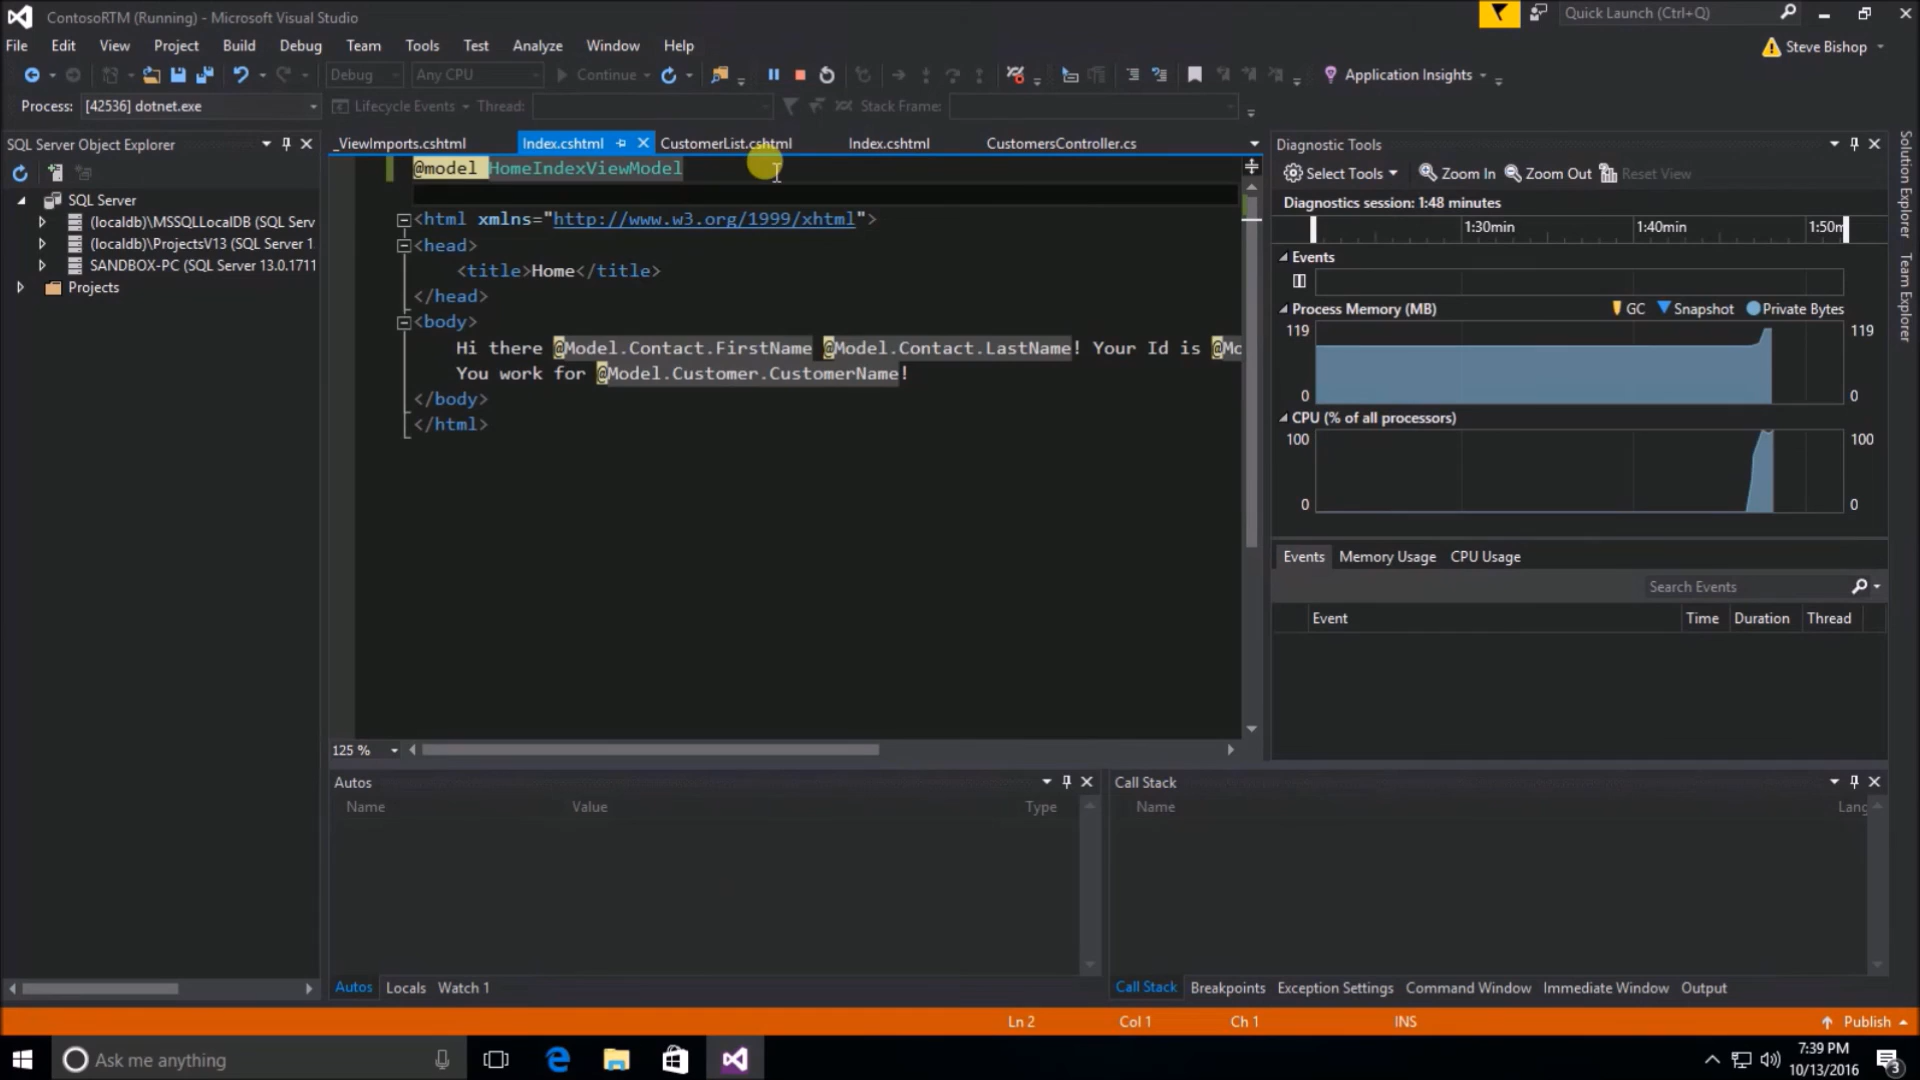 ContosoRTM (Running) - Microsoft Visual Studio
Quick Launch (Ctrl+Q)
File Edit View Project Build Debug Team Tools Test Analyze Window Help
Steve Bishop
Debug Any CPU Continue Application Insights
Process: [42536] dotnet.exe Lifecycle Events Thread: Stack Frame:
SQL Server Object Explorer
SQL Server
(localdb)\MSSQLLocalDB (SQL Serv
(localdb)\ProjectsV13 (SQL Server 1
SANDBOX-PC (SQL Server 13.0.1711
Projects
_ViewImports.cshtml Index.cshtml CustomerList.cshtml Index.cshtml CustomersController.cs
@model HomeIndexViewModel
<html xmlns="http://www.w3.org/1999/xhtml">
<head>
<title>Home</title>
</head>
<body>
Hi there @Model.Contact.FirstName @Model.Contact.LastName! Your Id is @Mo
You work for @Model.Customer.CustomerName!
</body>
</html>
125 %
Diagnostic Tools
Select Tools Zoom In Zoom Out Reset View
Diagnostics session: 1:48 minutes
1:30min 1:40min 1:50m
Events
Process Memory (MB) GC Snapshot Private Bytes
119 119
0 0
CPU (% of all processors)
100 100
0 0
Events Memory Usage CPU Usage
Search Events
Event Time Duration Thread
Autos
Name Value Type
Autos Locals Watch 1
Call Stack
Name Lang
Call Stack Breakpoints Exception Settings Command Window Immediate Window Output
Ln 2 Col 1 Ch 1 INS Publish
Solution Explorer
Team Explorer
Ask me anything
7:39 PM
10/13/2016
3